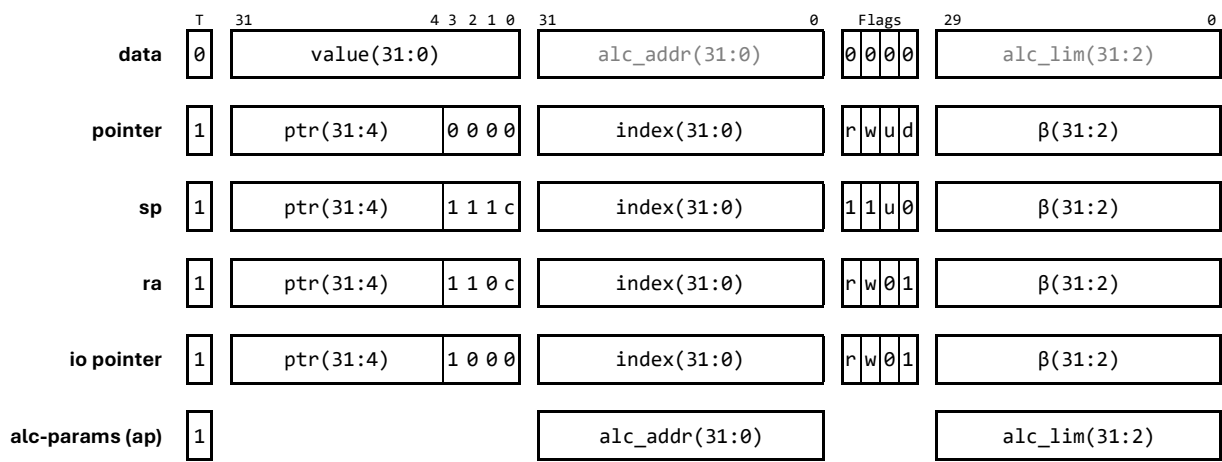 T 31 4 3 2 1 0 31 0 Flags 29 0
data 0 value(31:0) alc_addr(31:0) 0 0 0 0 alc_lim(31:2)
pointer 1 ptr(31:4) 0 0 0 0 index(31:0) r w u d β(31:2)
sp 1 ptr(31:4) 1 1 1 c index(31:0) 1 1 u 0 β(31:2)
ra 1 ptr(31:4) 1 1 0 c index(31:0) r w 0 1 β(31:2)
io pointer 1 ptr(31:4) 1 0 0 0 index(31:0) r w 0 1 β(31:2)
alc-params (ap) 1 alc_addr(31:0) alc_lim(31:2)